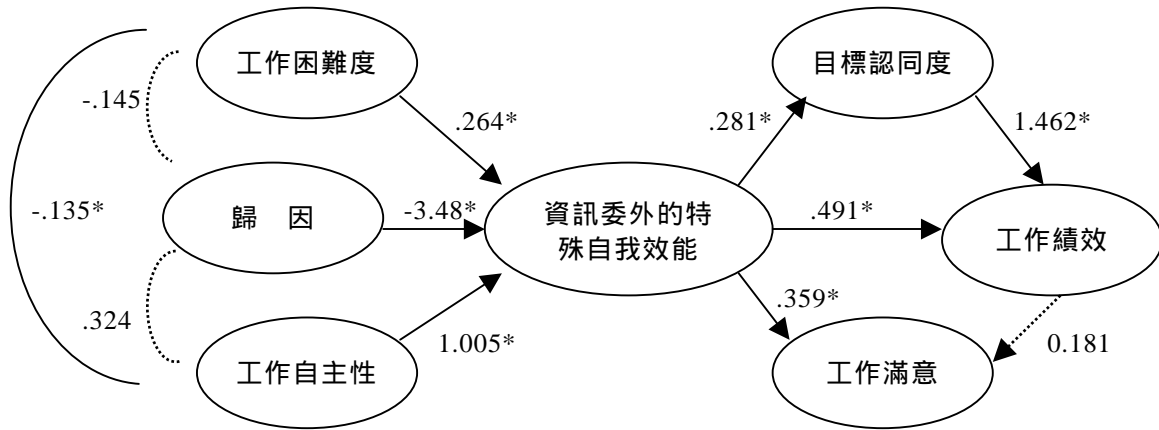 工作困難度
目標認同度
-.145
.264*
.281*
1.462*
歸 因
-3.48*
資訊委外的特
殊自我效能
.491*
工作績效
-.135*
.324
1.005*
.359*
0.181
工作自主性
工作滿意